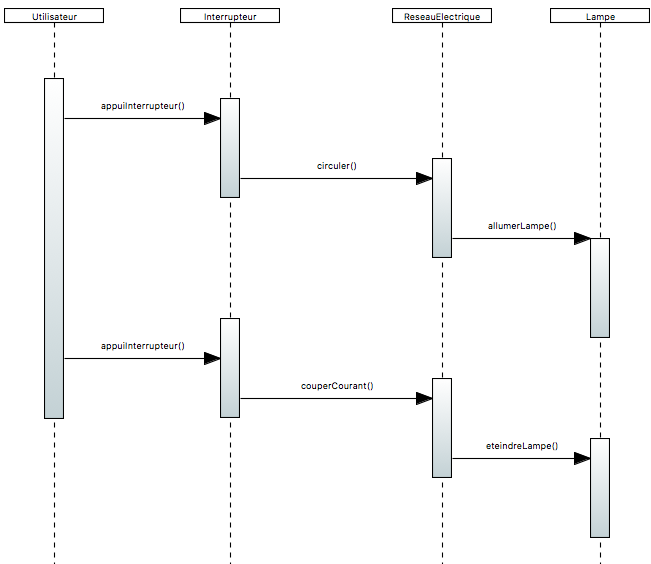 Utilisateur
Interrupteur
ReseauElectrique
Lampe
appuiInterrupteur()
circuler()
allumerLampe()
appuiInterrupteur()
couperCourant()
eteindreLampe()